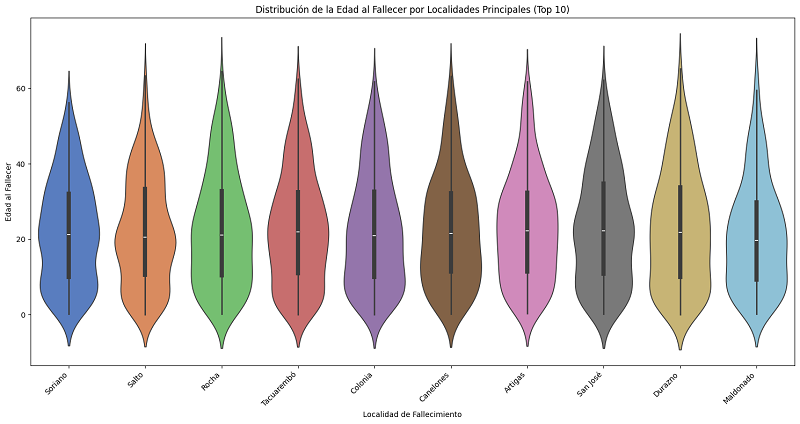 Distribución de la Edad al Fallecer por Localidades Principales (Top 10)
Edad al Fallecer
60
40
20
0
Soriano
Salto
Rocha
Tacuarembó
Colonia
Canelones
Artigas
San José
Durazno
Maldonado
Localidad de Fallecimiento